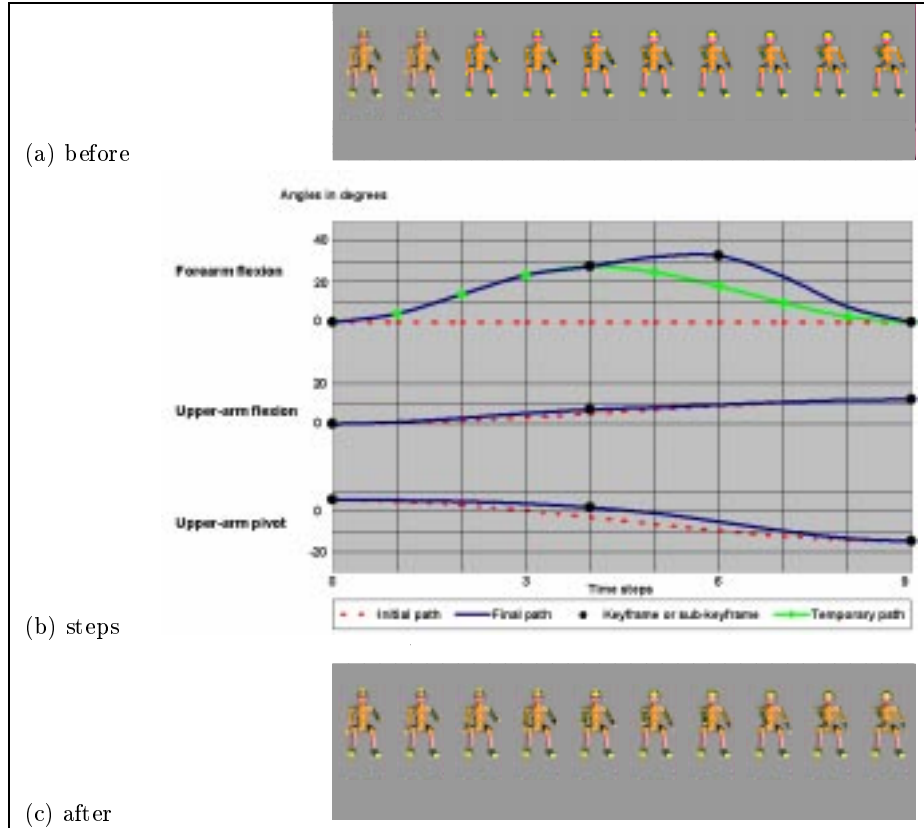 (a) before
Angles in degrees
40
Forearm flexion
20
0
20
Upper-arm flexion
0
0
Upper-arm pivot
-20
0 3 6 9
Time steps
Initial path Final path Keyframe or sub-keyframe Temporary path
(b) steps
(c) after